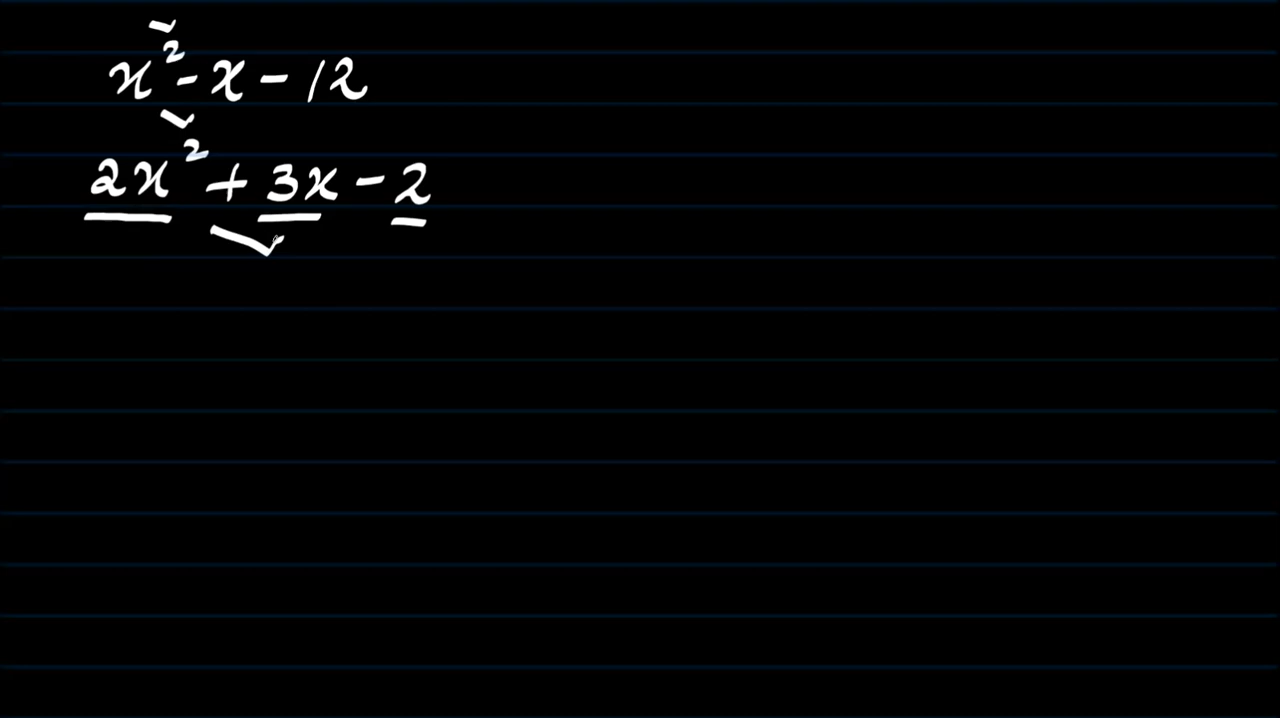 x² - x - 12
2x² + 3x - 2